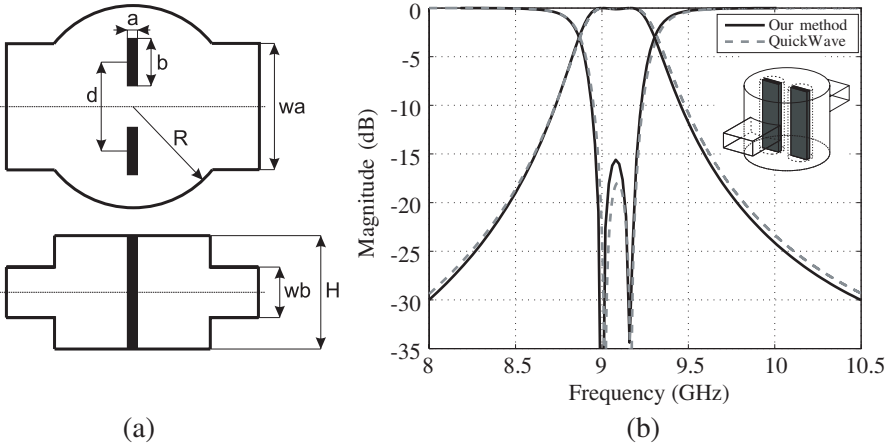 a
b
d
R
wa
wb
H
(a)
Magnitude (dB)
0
-5
-10
-15
-20
-25
-30
-35
8
8.5
9
9.5
10
10.5
Frequency (GHz)
Our method
QuickWave
(b)